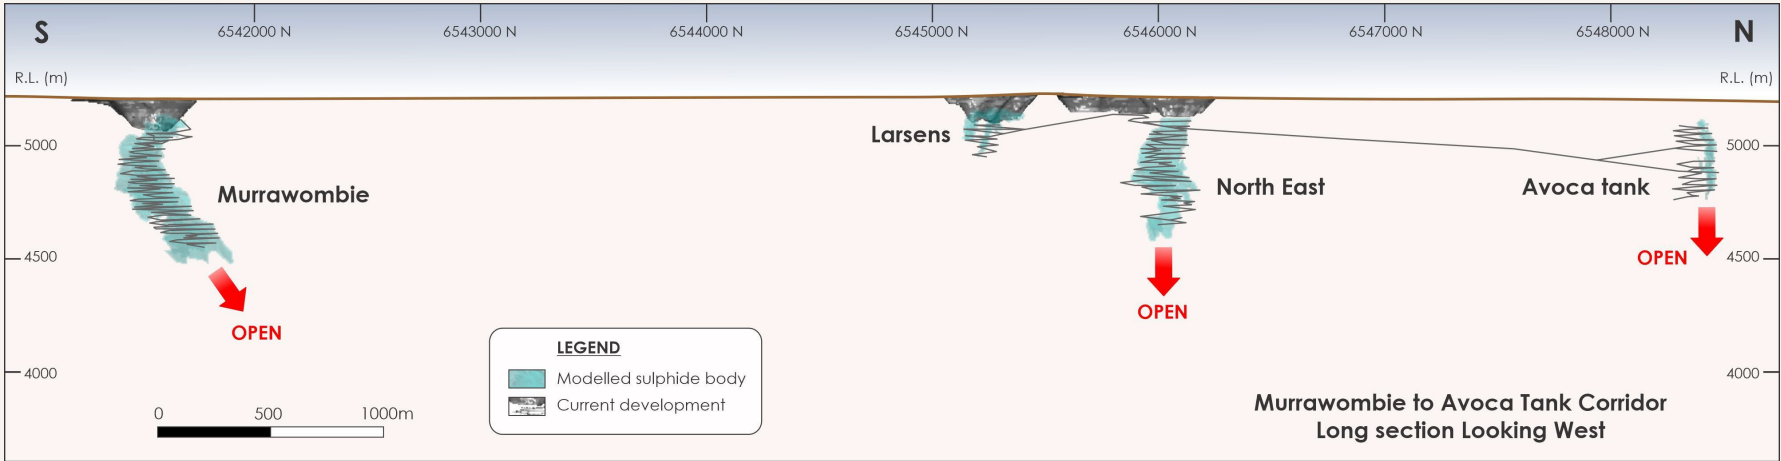 S
6542000 N
6543000 N
6544000 N
6545000 N
6546000 N
6547000 N
6548000 N
N
R.L. (m)
R.L. (m)
5000
Larsens
5000
Murrawombie
North East
Avoca tank
4500
OPEN
4500
OPEN
OPEN
LEGEND
Modelled sulphide body
Current development
4000
4000
0
500
1000m
Murrawombie to Avoca Tank Corridor
Long section Looking West